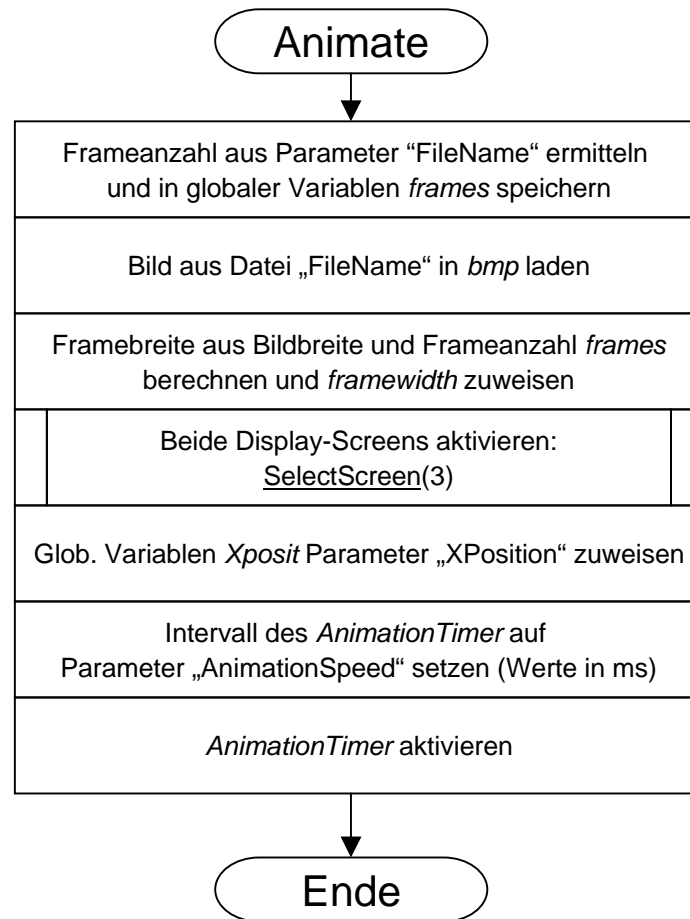 Animate
Frameanzahl aus Parameter “FileName“ ermitteln
und in globaler Variablen frames speichern
Bild aus Datei „FileName“ in bmp laden
Framebreite aus Bildbreite und Frameanzahl frames
berechnen und framewidth zuweisen
Beide Display-Screens aktivieren:
SelectScreen(3)
Glob. Variablen Xposit Parameter „XPosition“ zuweisen
Intervall des AnimationTimer auf
Parameter „AnimationSpeed“ setzen (Werte in ms)
AnimationTimer aktivieren
Ende